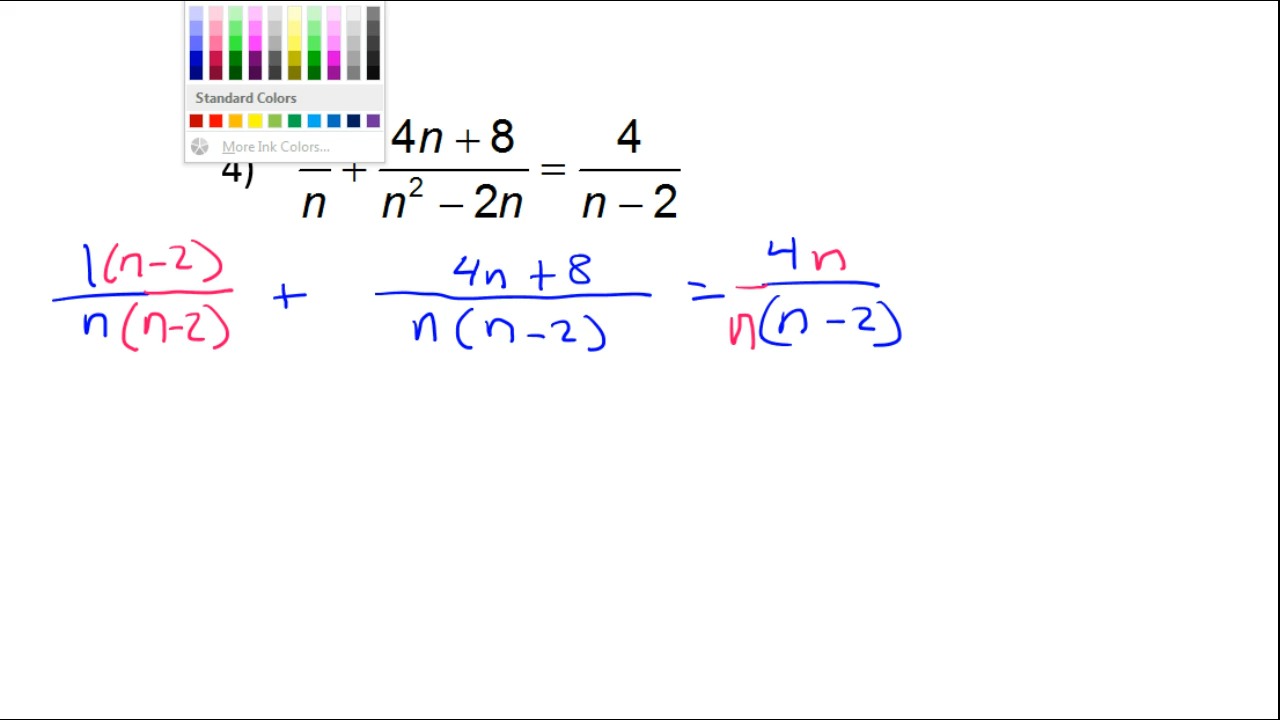 Standard Colors
More Ink Colors...
4) /n + (4n + 8)/(n² − 2n) = 4/(n − 2)
1(n-2)/n(n-2) + (4n + 8)/n(n-2) = 4n/n(n-2)